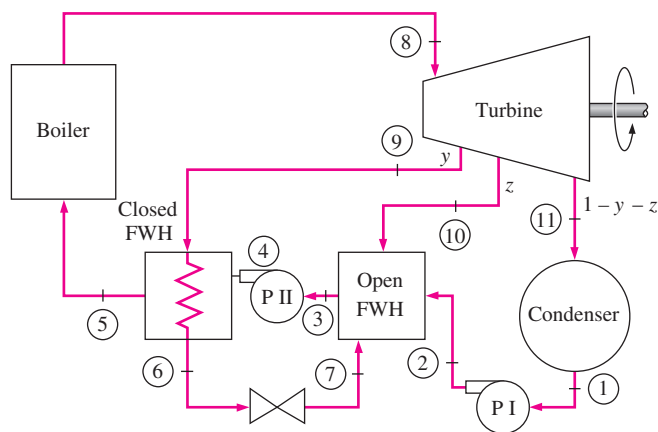 8
Boiler
Turbine
9
y
z
1 – y – z
Closed
FWH
4
10
11
Open
FWH
P II
3
Condenser
5
2
6
7
1
P I